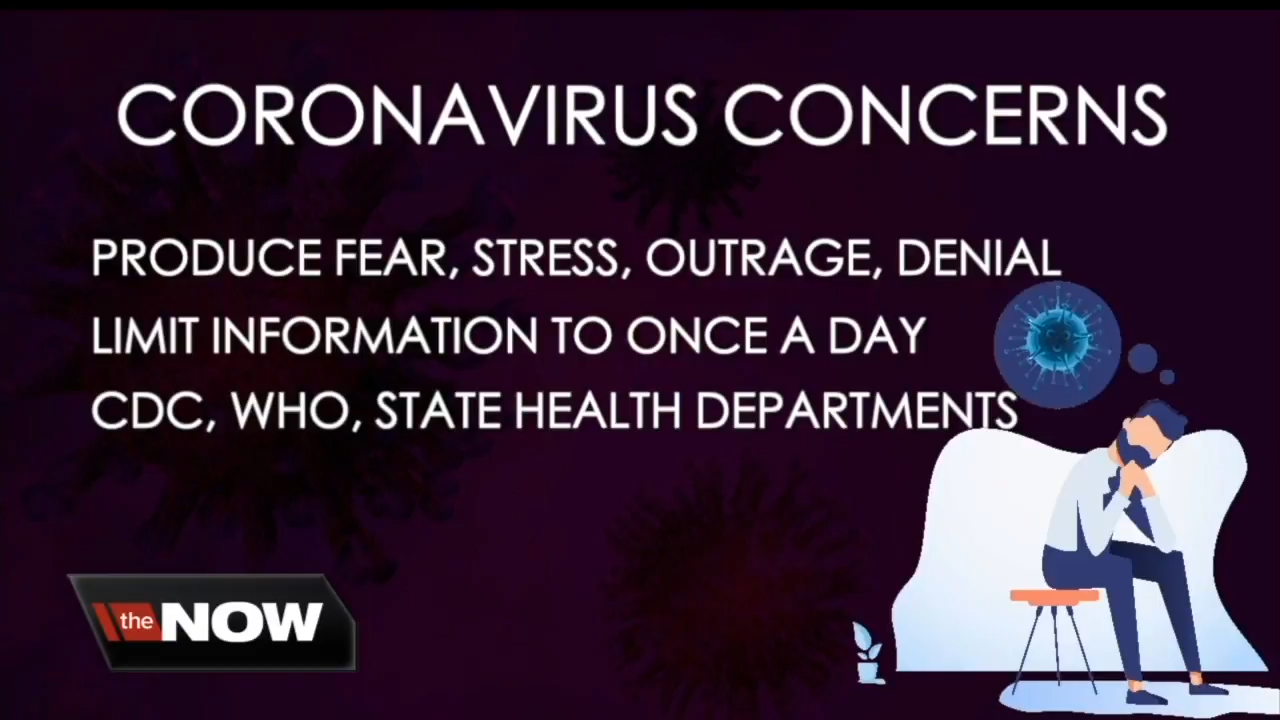 CORONAVIRUS CONCERNS
PRODUCE FEAR, STRESS, OUTRAGE, DENIAL
LIMIT INFORMATION TO ONCE A DAY
CDC, WHO, STATE HEALTH DEPARTMENTS
the NOW